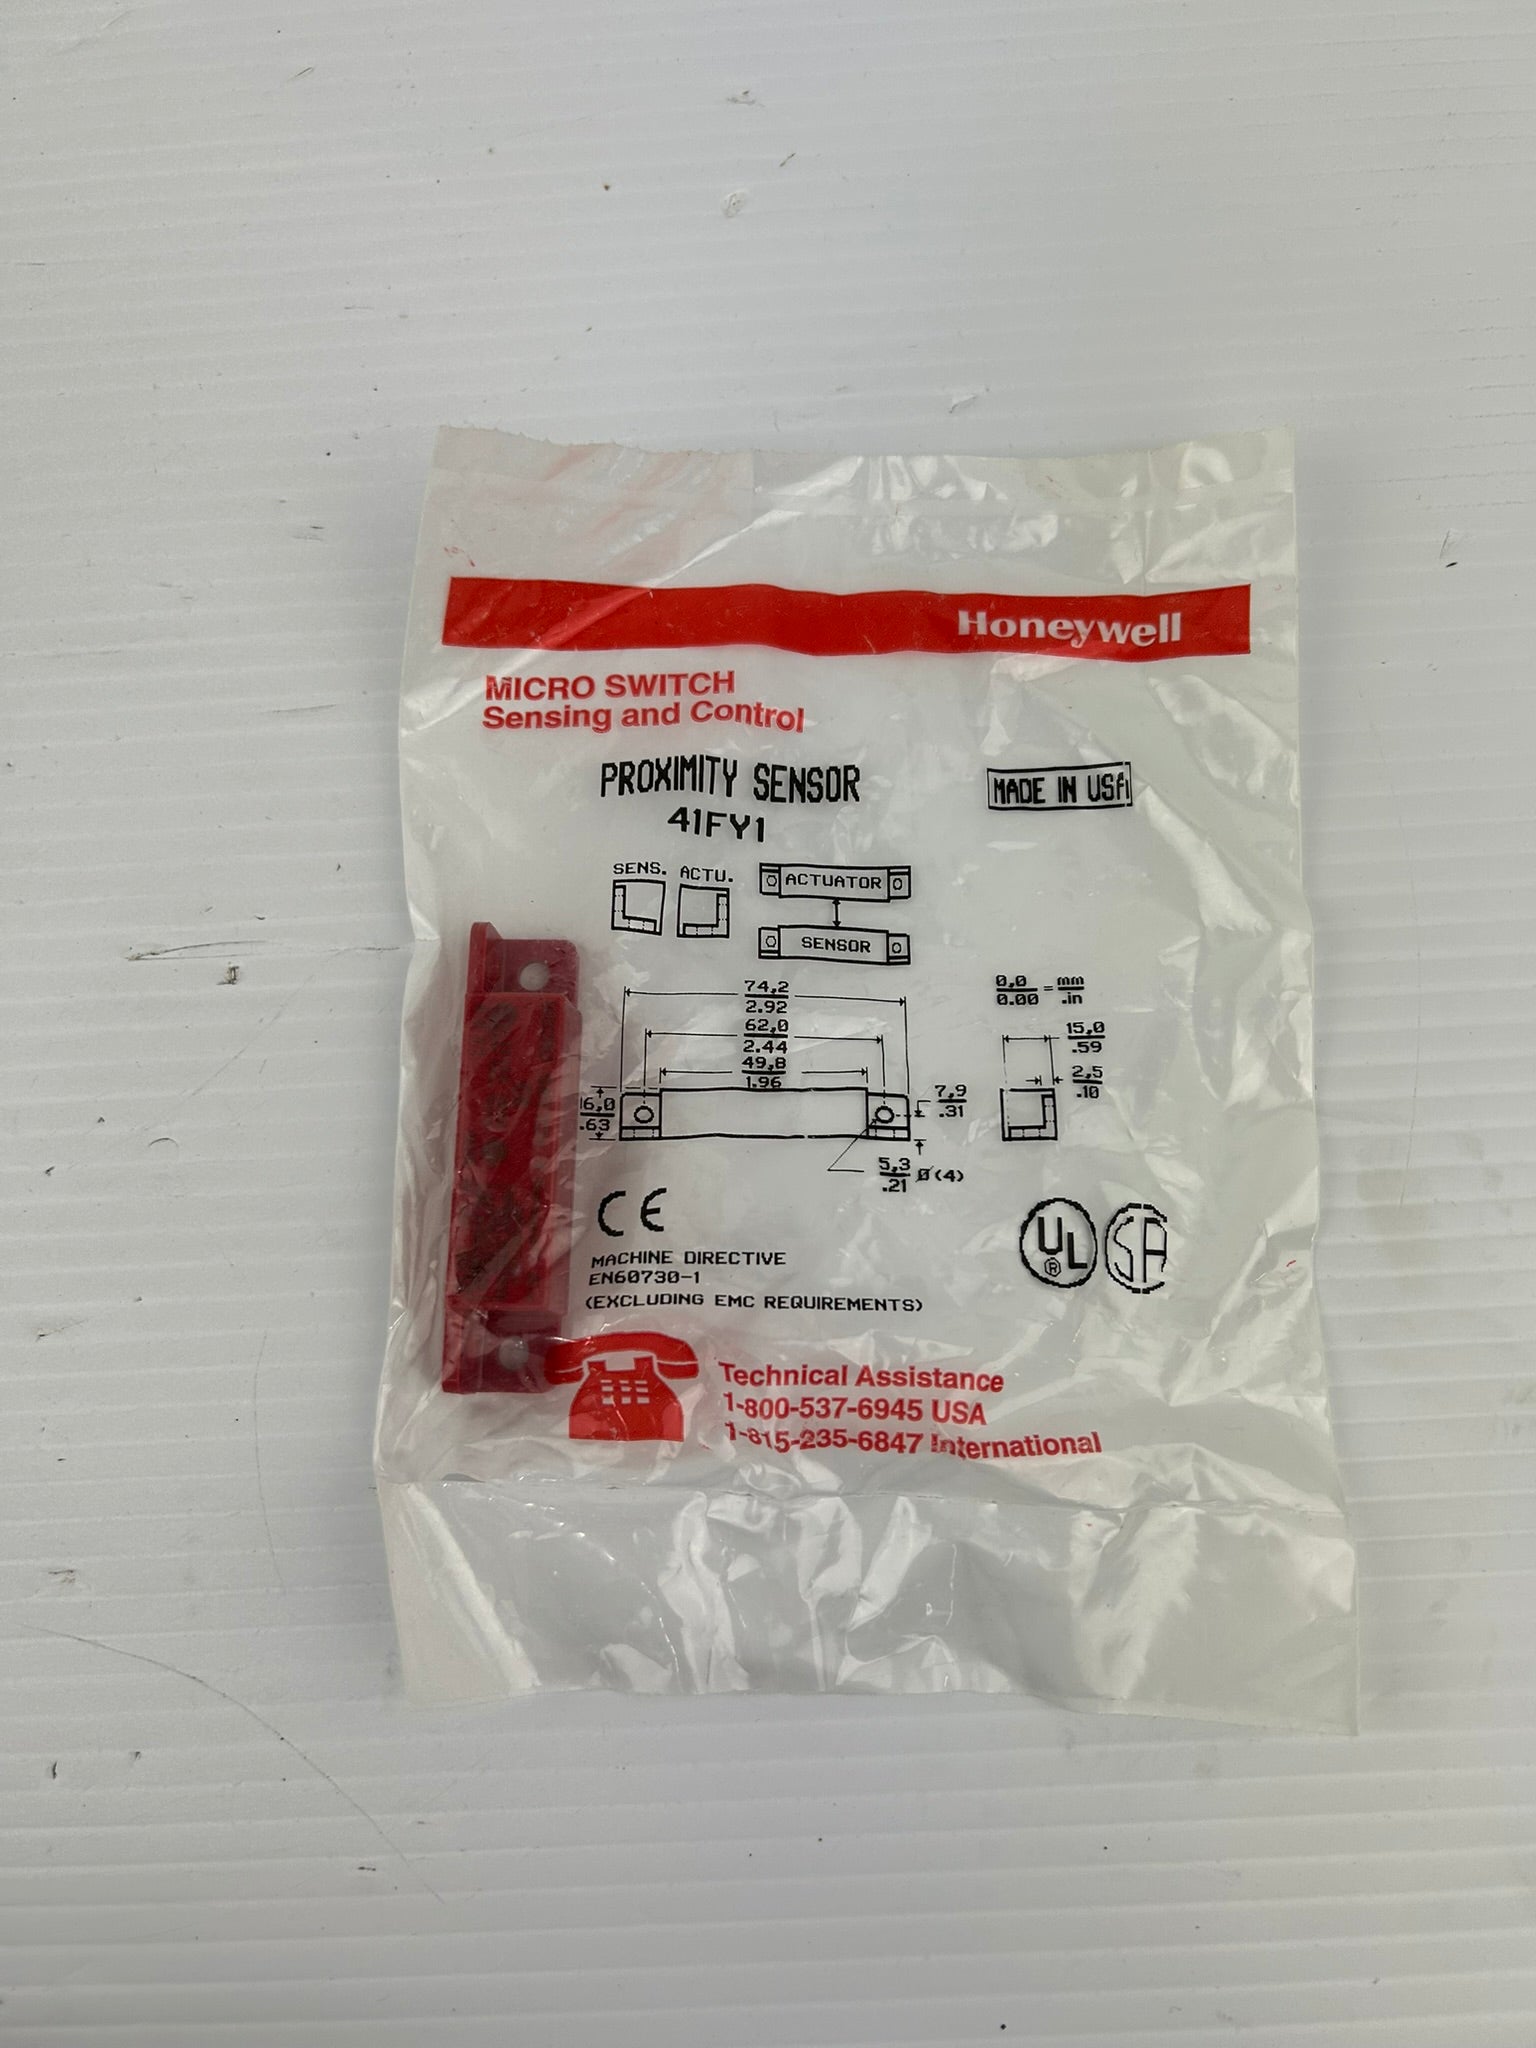 Honeywell
MICRO SWITCH
Sensing and Control
PROXIMITY SENSOR
41FY1
MADE IN USA
SENS. ACTU.
ACTUATOR
SENSOR
74,2
2.92
62,0
2.44
49,8
1.96
16,0
.63
7,9
.31
5,3
.21 Ø (4)
0,0 = mm
0.00 .in
15,0
.59
2,5
.10
CE
MACHINE DIRECTIVE
EN60730-1
(EXCLUDING EMC REQUIREMENTS)
UL
®
SA
Technical Assistance
1-800-537-6945 USA
1-815-235-6847 International